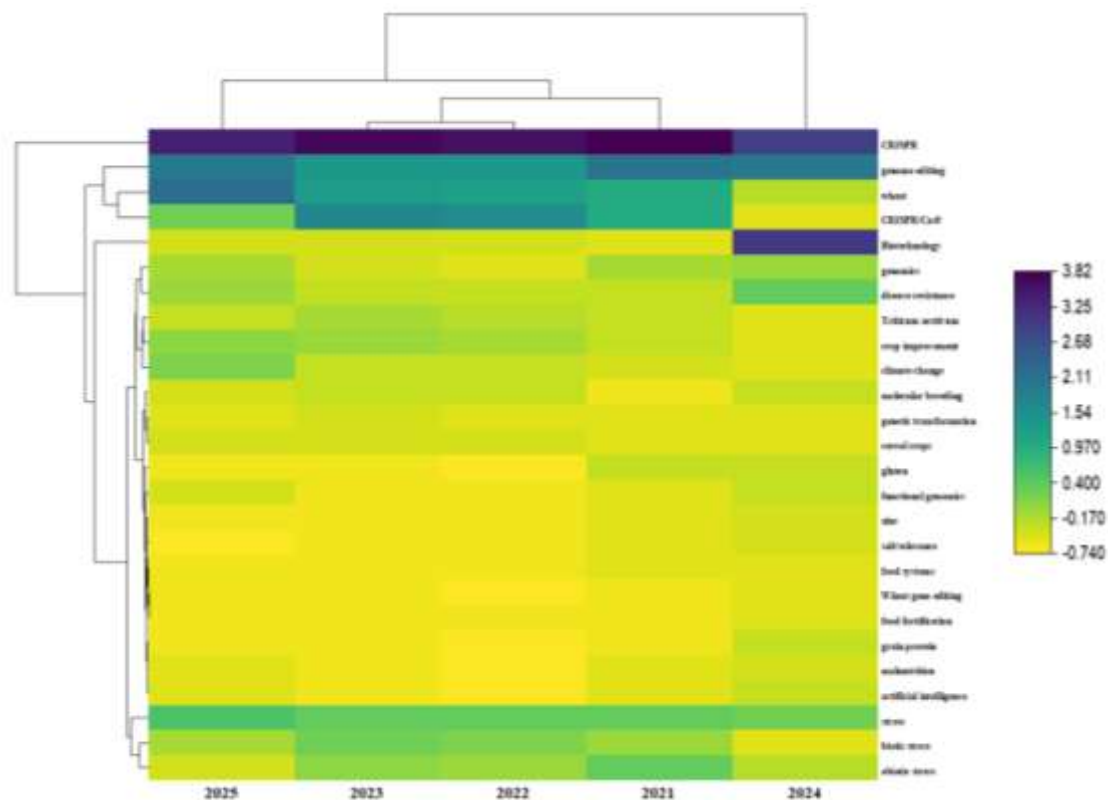 CRISPR
genome editing
wheat
CRISPR/Cas9
Biotechnology
genomics
disease resistance
Triticum aestivum
crop improvement
climate change
molecular breeding
genetic transformation
cereal crops
gluten
functional genomics
salt tolerance
food systems
Wheat gene editing
food fortification
grain protein
malnutrition
artificial intelligence
stress
biotic stress
abiotic stress
3.82
3.25
2.68
2.11
1.54
0.970
0.400
-0.170
-0.740
2025
2023
2022
2021
2024